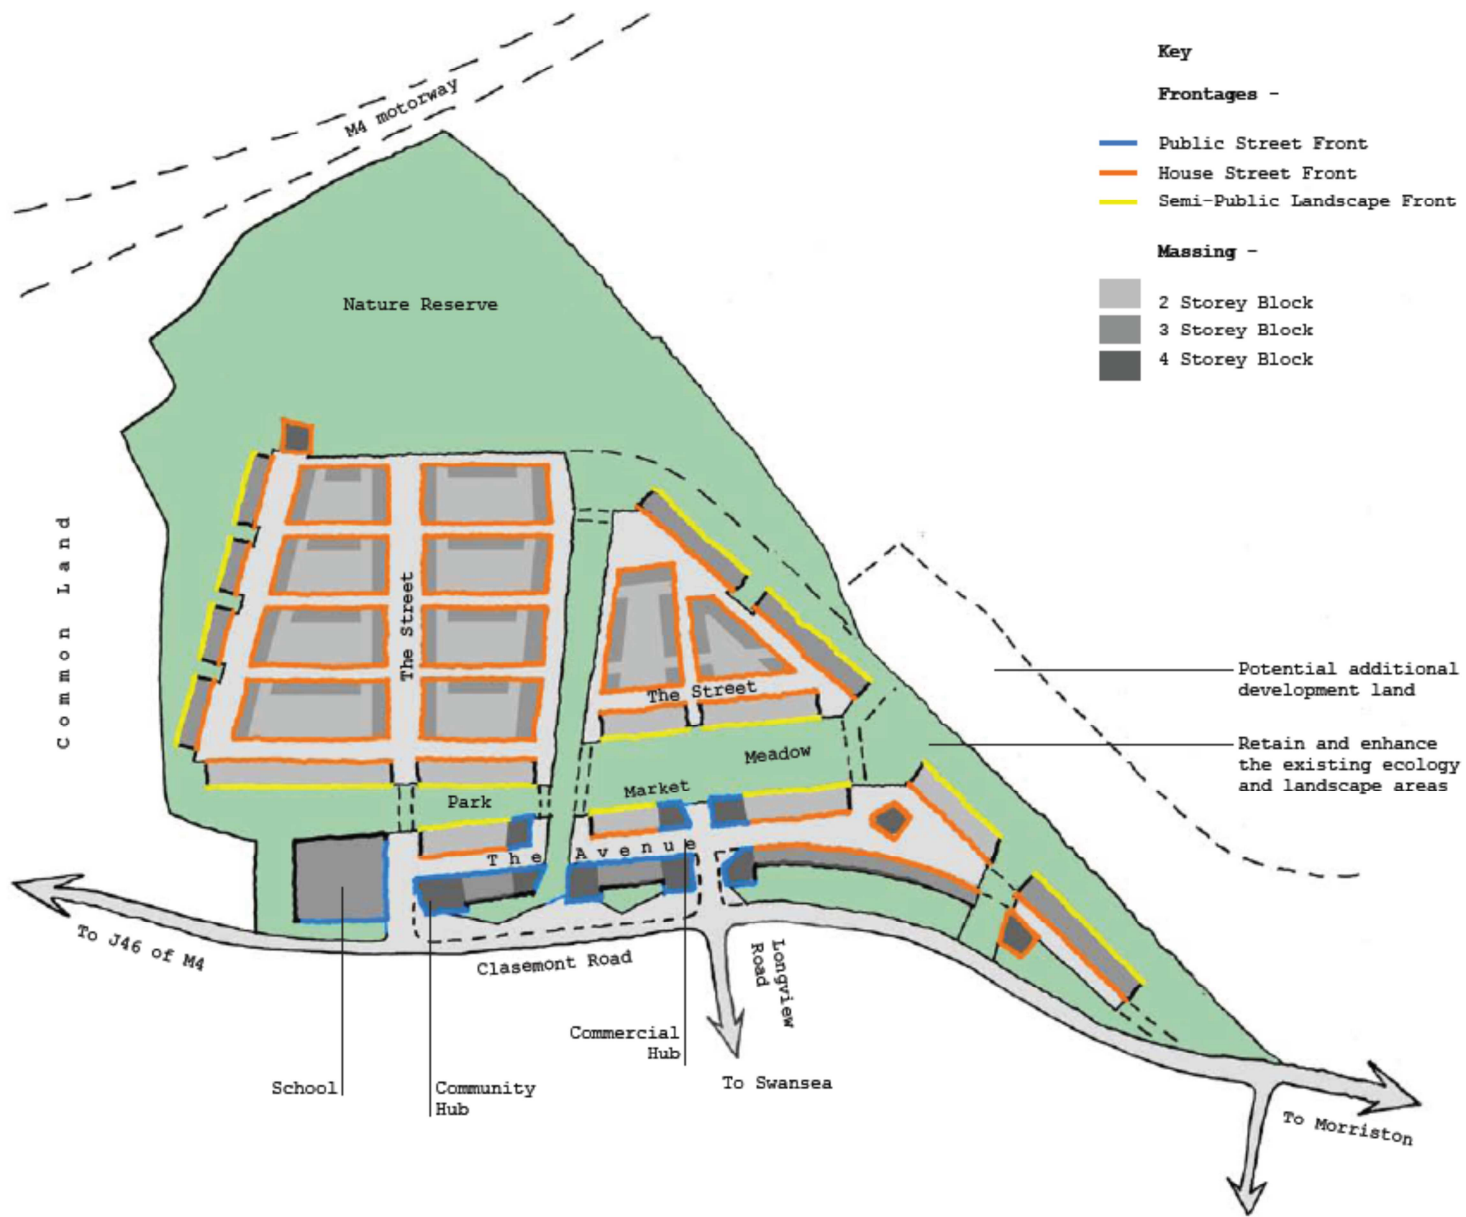 Key
Frontages -
Public Street Front
House Street Front
Semi-Public Landscape Front
Massing -
2 Storey Block
3 Storey Block
4 Storey Block
M4 motorway
Nature Reserve
Common Land
The Street
The Street
Potential additional
development land
Retain and enhance
the existing ecology
and landscape areas
Meadow
Market
Park
The Avenue
To J46 of M4
Clasemont Road
Longview
Road
Commercial
Hub
School
Community
Hub
To Swansea
To Morriston